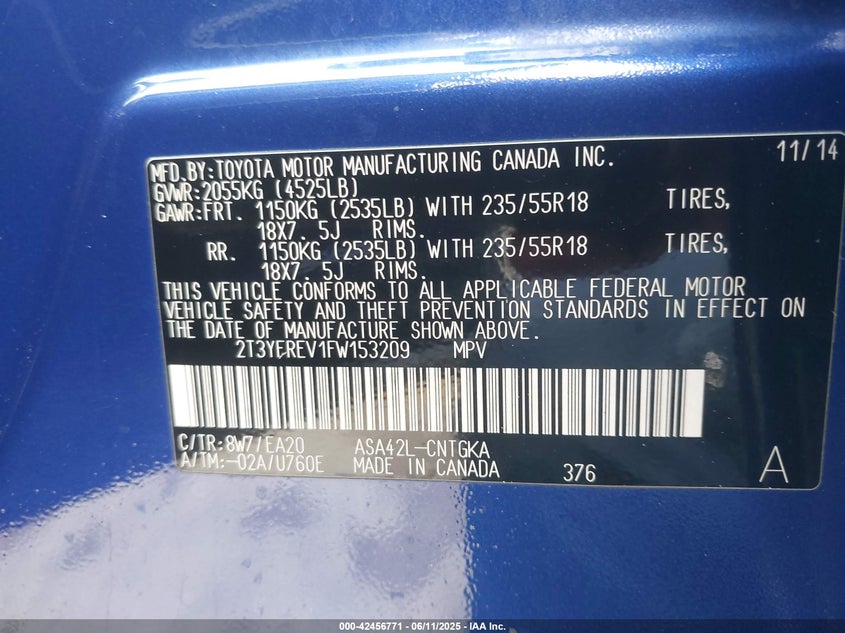 MFD.BY:TOYOTA MOTOR MANUFACTURING CANADA INC. 11/14
GVWR:2055KG (4525LB)
GAWR:FRT. 1150KG (2535LB) WITH 235/55R18 TIRES,
18X7. 5J RIMS.
RR. 1150KG (2535LB) WITH 235/55R18 TIRES,
18X7. 5J RIMS.
THIS VEHICLE CONFORMS TO ALL APPLICABLE FEDERAL MOTOR
VEHICLE SAFETY AND THEFT PREVENTION STANDARDS IN EFFECT ON
THE DATE OF MANUFACTURE SHOWN ABOVE.
2T3YFREV1FW153209 MPV
C/TR:8W7/EA20 ASA42L-CNTGKA
A/TM:-02A/U760E MADE IN CANADA 376 A
000-42456771 - 06/11/2025 - IAA Inc.